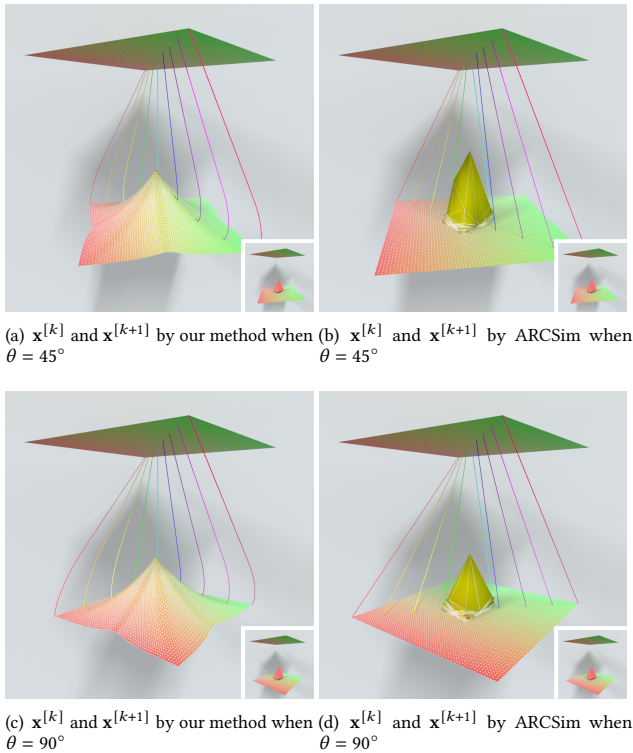 (a) x^[k] and x^[k+1] by our method when
θ = 45°
(b) x^[k] and x^[k+1] by ARCSim when
θ = 45°
(c) x^[k] and x^[k+1] by our method when
θ = 90°
(d) x^[k] and x^[k+1] by ARCSim when
θ = 90°